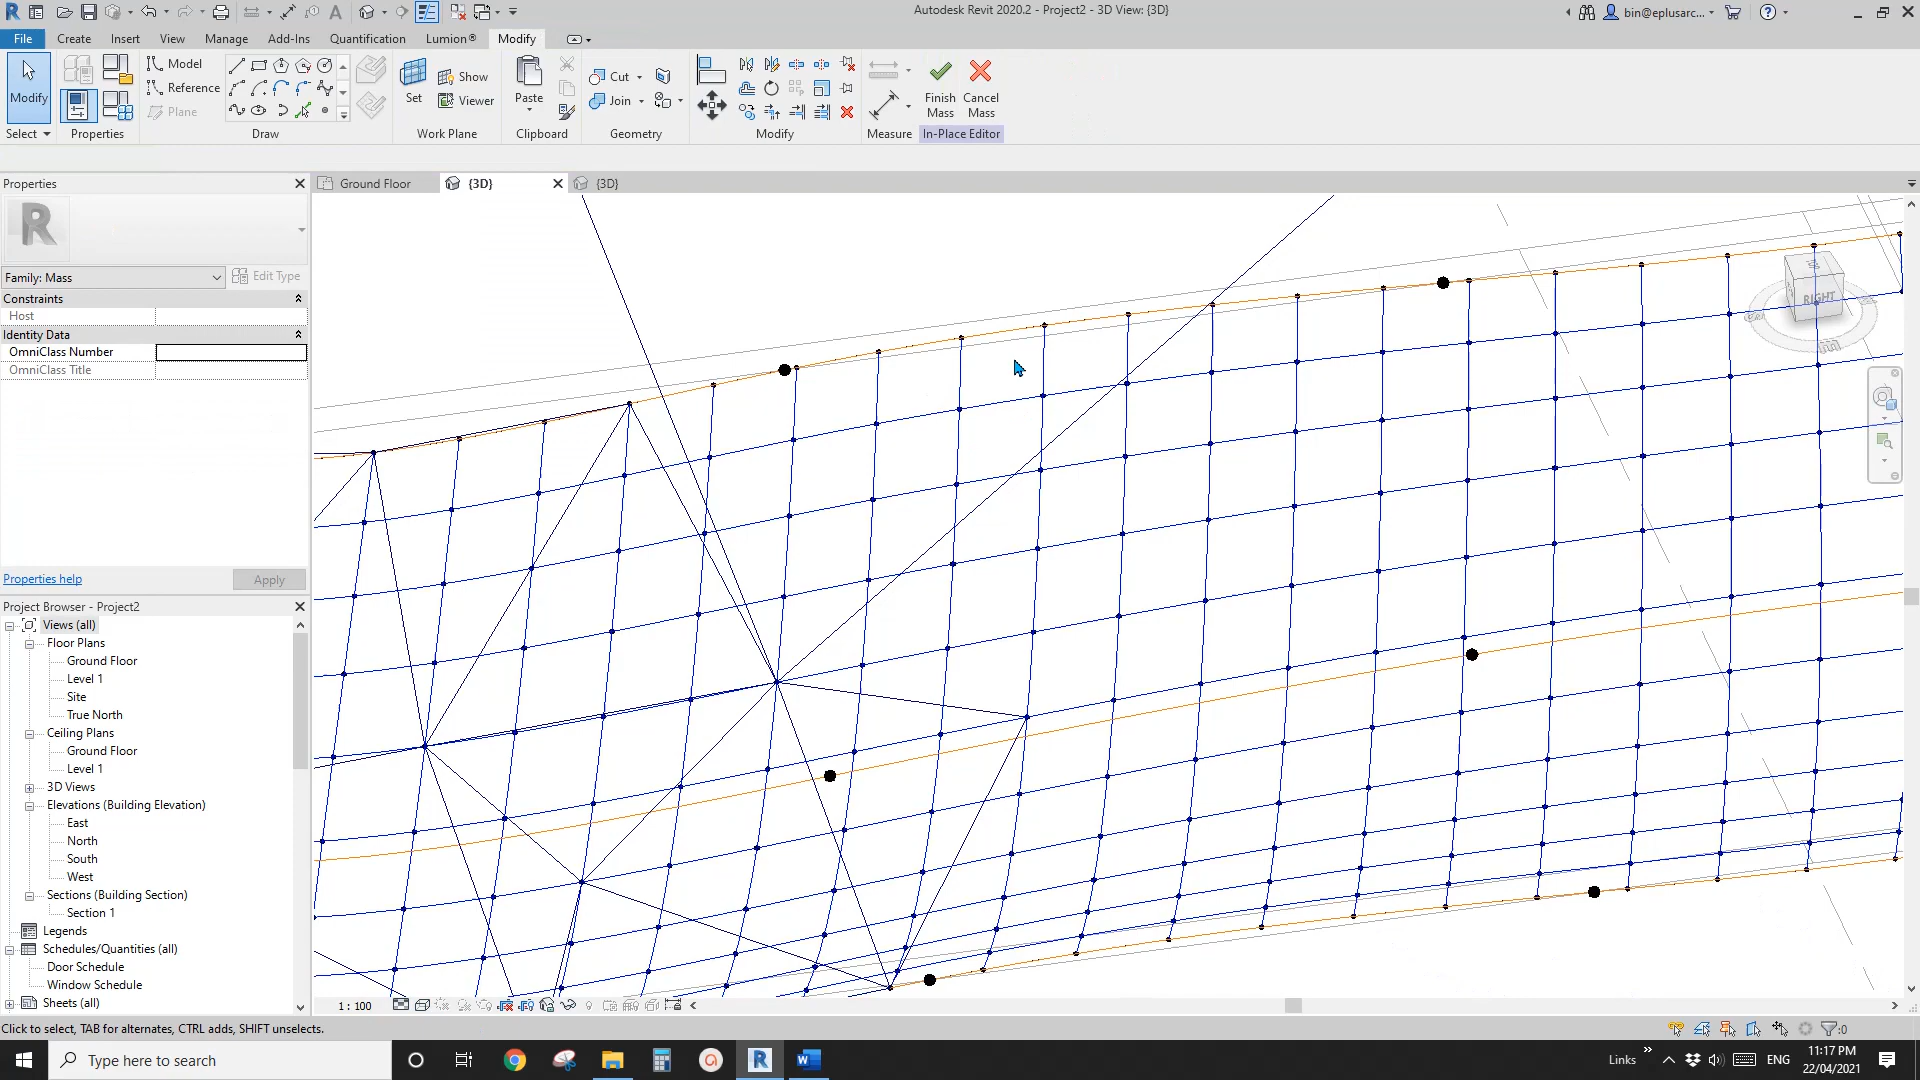 Autodesk Revit 2020.2 - Project2 - 3D View: {3D}
bin@eplusarc...
File
Create
Insert
View
Manage
Add-Ins
Quantification
Lumion®
Modify
Modify
Select
Properties
Model
Reference
Plane
Draw
Set
Show
Viewer
Work Plane
Paste
Clipboard
Cut
Join
Geometry
Modify
Measure
Finish
Mass
Cancel
Mass
In-Place Editor
Properties
Ground Floor
{3D}
{3D}
R
Family: Mass
Edit Type
Constraints
Host
Identity Data
OmniClass Number
OmniClass Title
Properties help
Apply
RIGHT
Project Browser - Project2
Views (all)
Floor Plans
Ground Floor
Level 1
Site
True North
Ceiling Plans
Ground Floor
Level 1
3D Views
Elevations (Building Elevation)
East
North
South
West
Sections (Building Section)
Section 1
Legends
Schedules/Quantities (all)
Door Schedule
Window Schedule
Sheets (all)
1 : 100
Click to select, TAB for alternates, CTRL adds, SHIFT unselects.
:0
Type here to search
Links
ENG
11:17 PM
22/04/2021